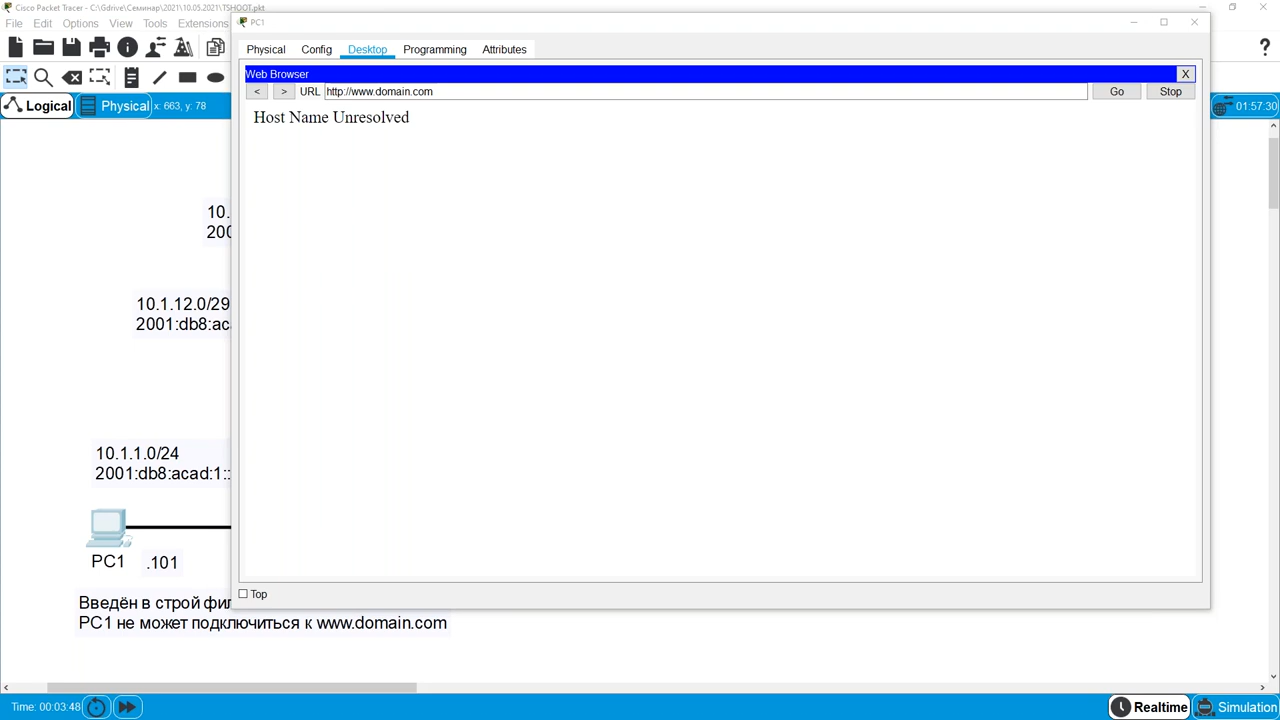 Cisco Packet Tracer - C:\Gdrive\Семинар\2021\10.05.2021\TSHOOT.pkt
File Edit Options View Tools Extensions
PC1
Physical Config Desktop Programming Attributes
Web Browser
X
< > URL http://www.domain.com Go Stop
Host Name Unresolved
Logical Physical x: 663, y: 78
01:57:30
10.
200
10.1.12.0/29
2001:db8:aca
10.1.1.0/24
2001:db8:acad:1::
PC1 .101
Top
Введён в строй фил
PC1 не может подключиться к www.domain.com
Time: 00:03:48
Realtime Simulation